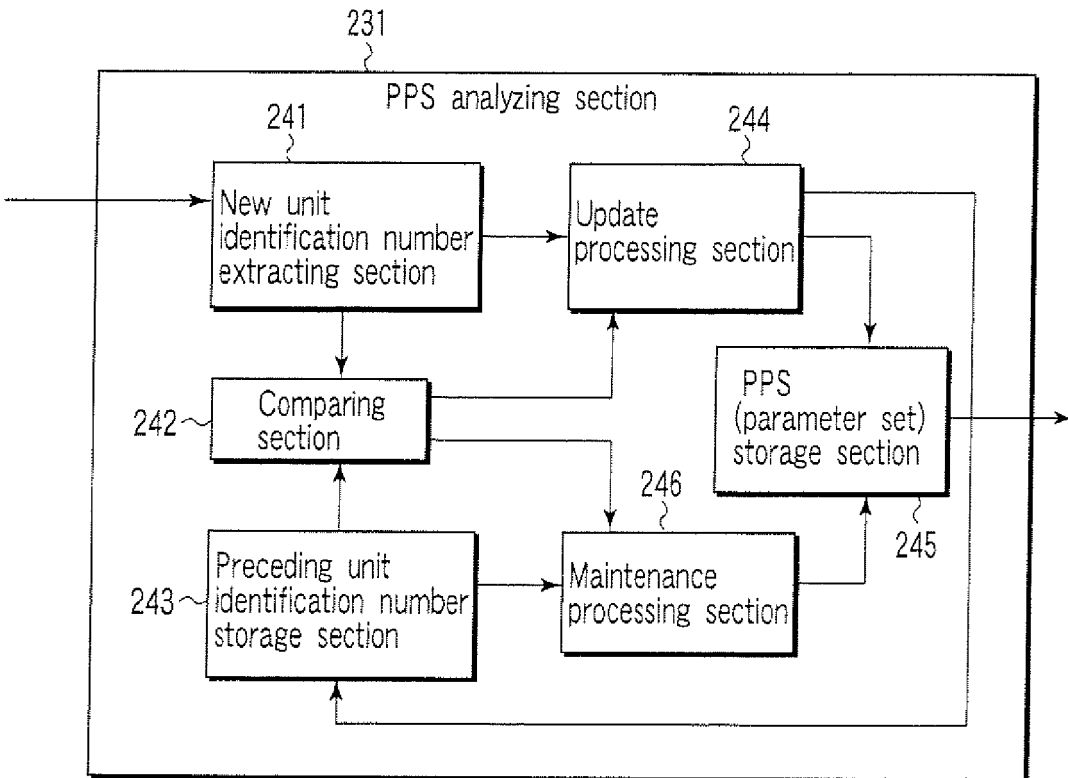 231
PPS analyzing section
241
New unit
identification number
extracting section
244
Update
processing section
242
Comparing
section
PPS
(parameter set)
storage section
245
243
Preceding unit
identification number
storage section
246
Maintenance
processing section